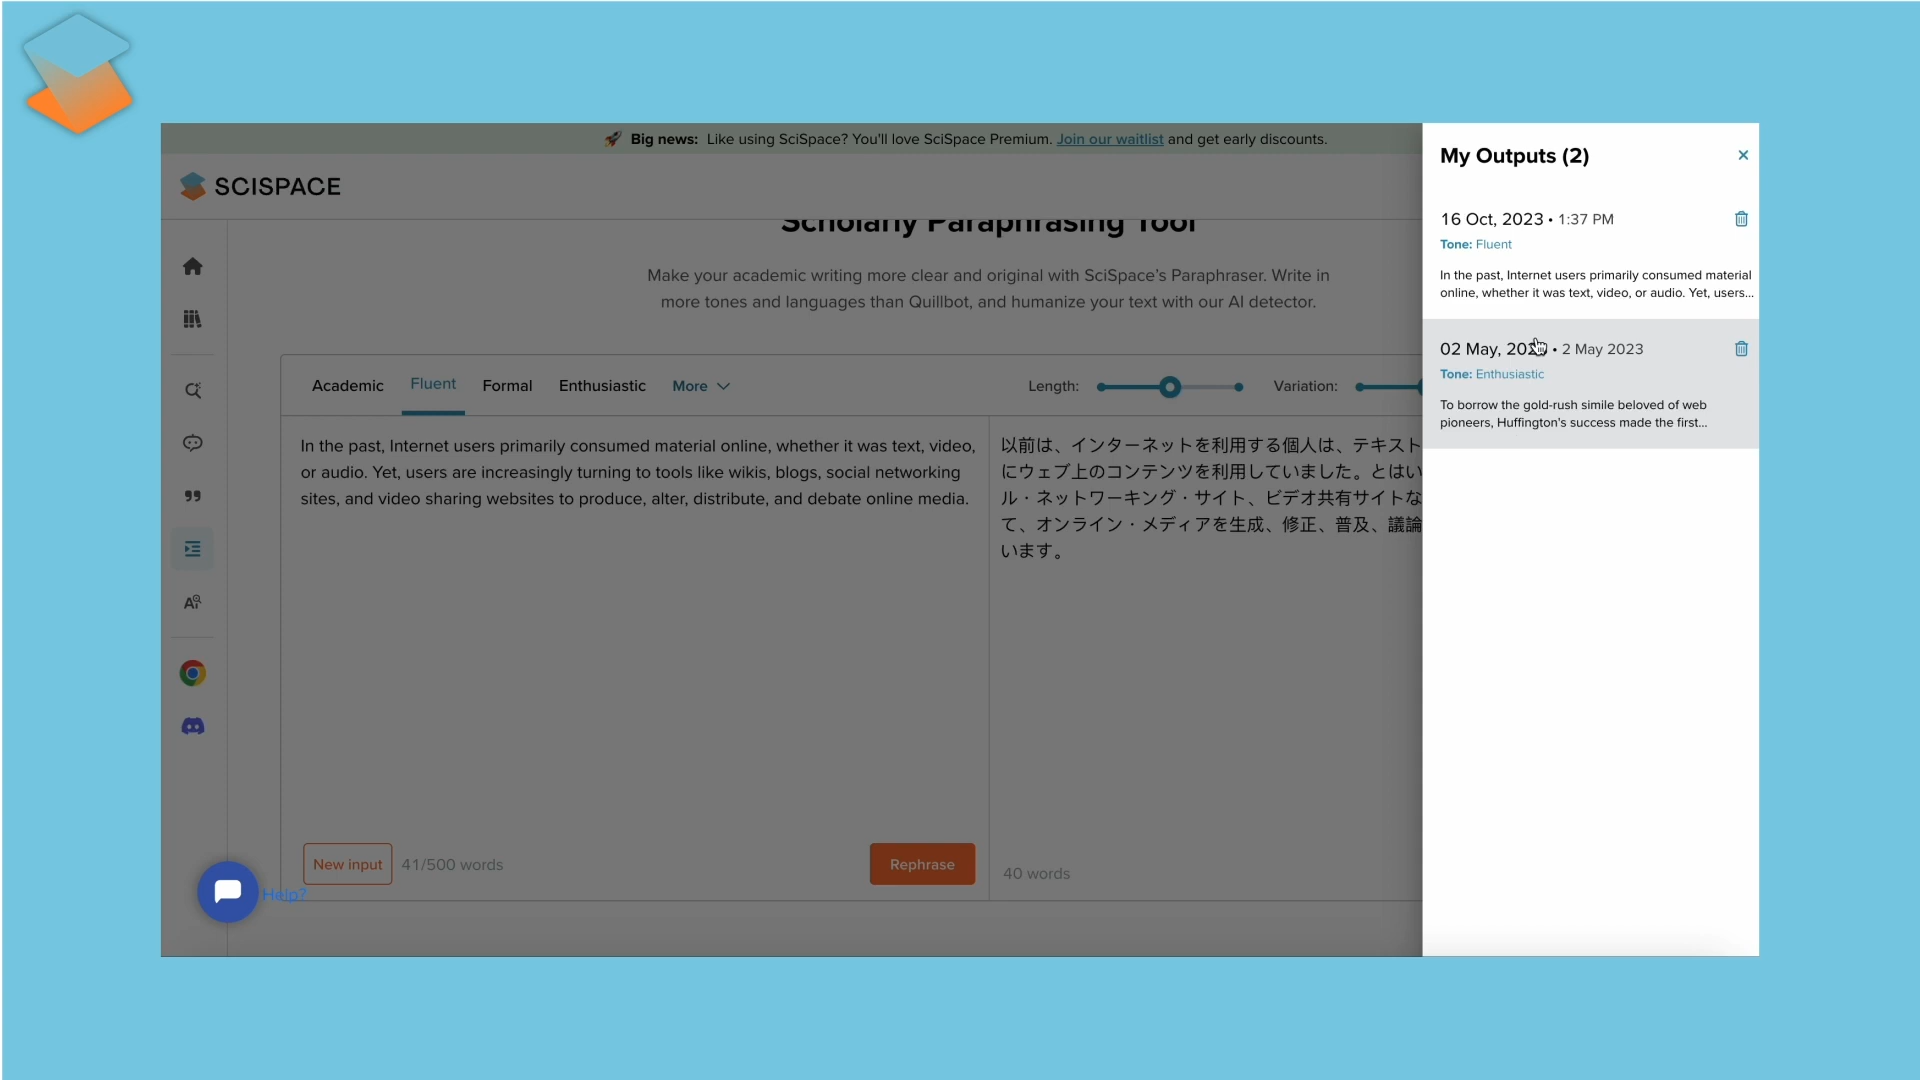 🚀 Big news: Like using SciSpace? You'll love SciSpace Premium. Join our waitlist and get early discounts.
SCISPACE
Scholarly Paraphrasing Tool
Make your academic writing more clear and original with SciSpace's Paraphraser. Write in
more tones and languages than Quillbot, and humanize your text with our AI detector.
Academic Fluent Formal Enthusiastic More Length: Variation:
In the past, Internet users primarily consumed material online, whether it was text, video,
or audio. Yet, users are increasingly turning to tools like wikis, blogs, social networking
sites, and video sharing websites to produce, alter, distribute, and debate online media.
以前は、インターネットを利用する個人は、テキスト
にウェブ上のコンテンツを利用していました。とはい
ル・ネットワーキング・サイト、ビデオ共有サイトな
て、オンライン・メディアを生成、修正、普及、議論
います。
New input 41/500 words Rephrase
40 words
Help?
My Outputs (2)
16 Oct, 2023 • 1:37 PM
Tone: Fluent
In the past, Internet users primarily consumed material
online, whether it was text, video, or audio. Yet, users...
02 May, • 2 May 2023
Tone: Enthusiastic
To borrow the gold-rush simile beloved of web
pioneers, Huffington's success made the first...